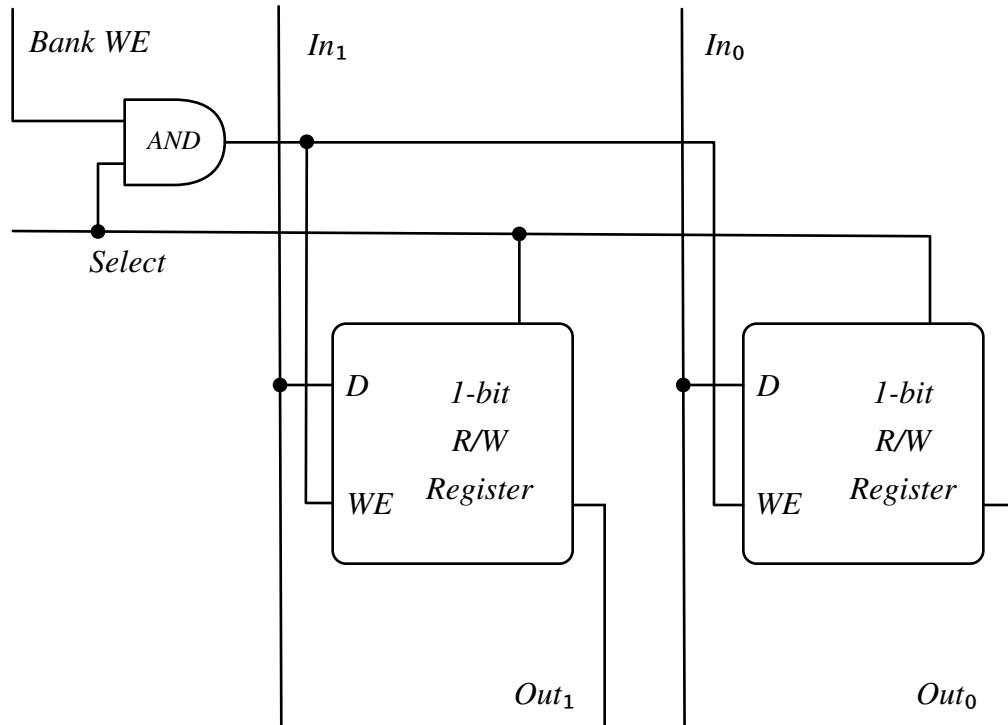 Bank WE
In₁
In₀
AND
Select
D
1-bit
R/W
Register
WE
D
1-bit
R/W
Register
WE
Out₁
Out₀